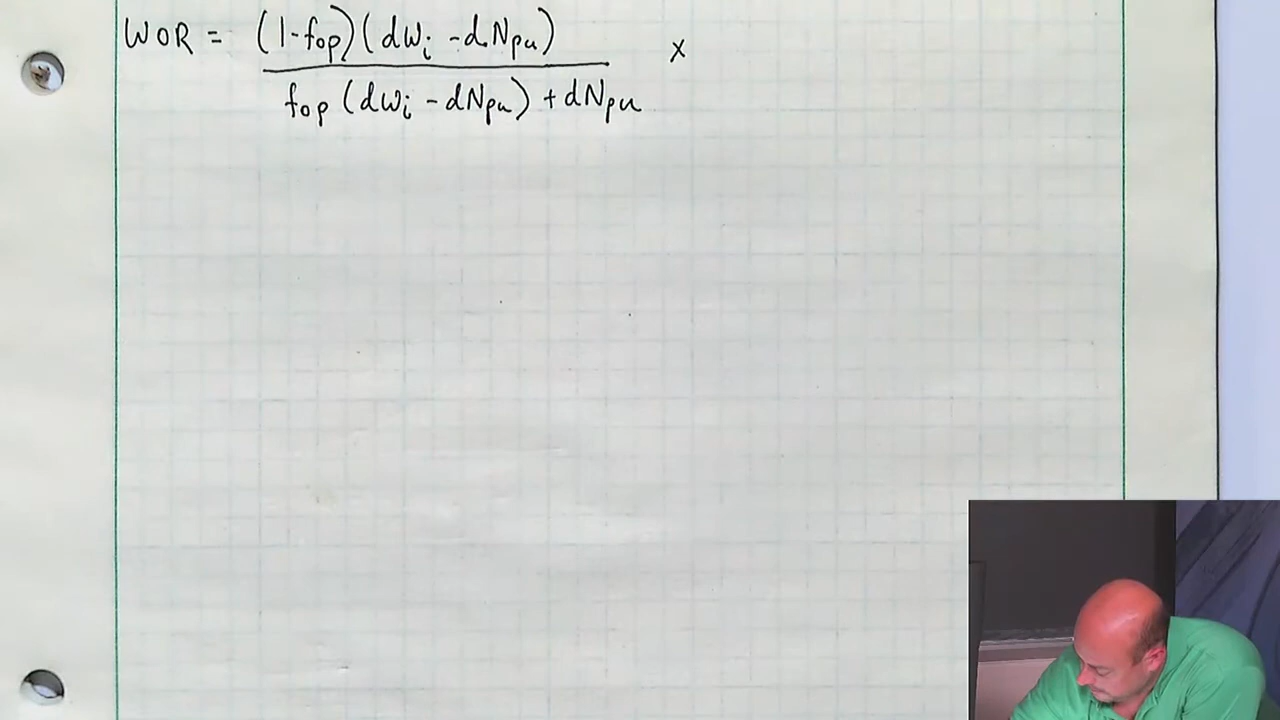 WOR = (1-fop)(dWi - dNpu) x
fop (dWi - dNpu) + dNpu